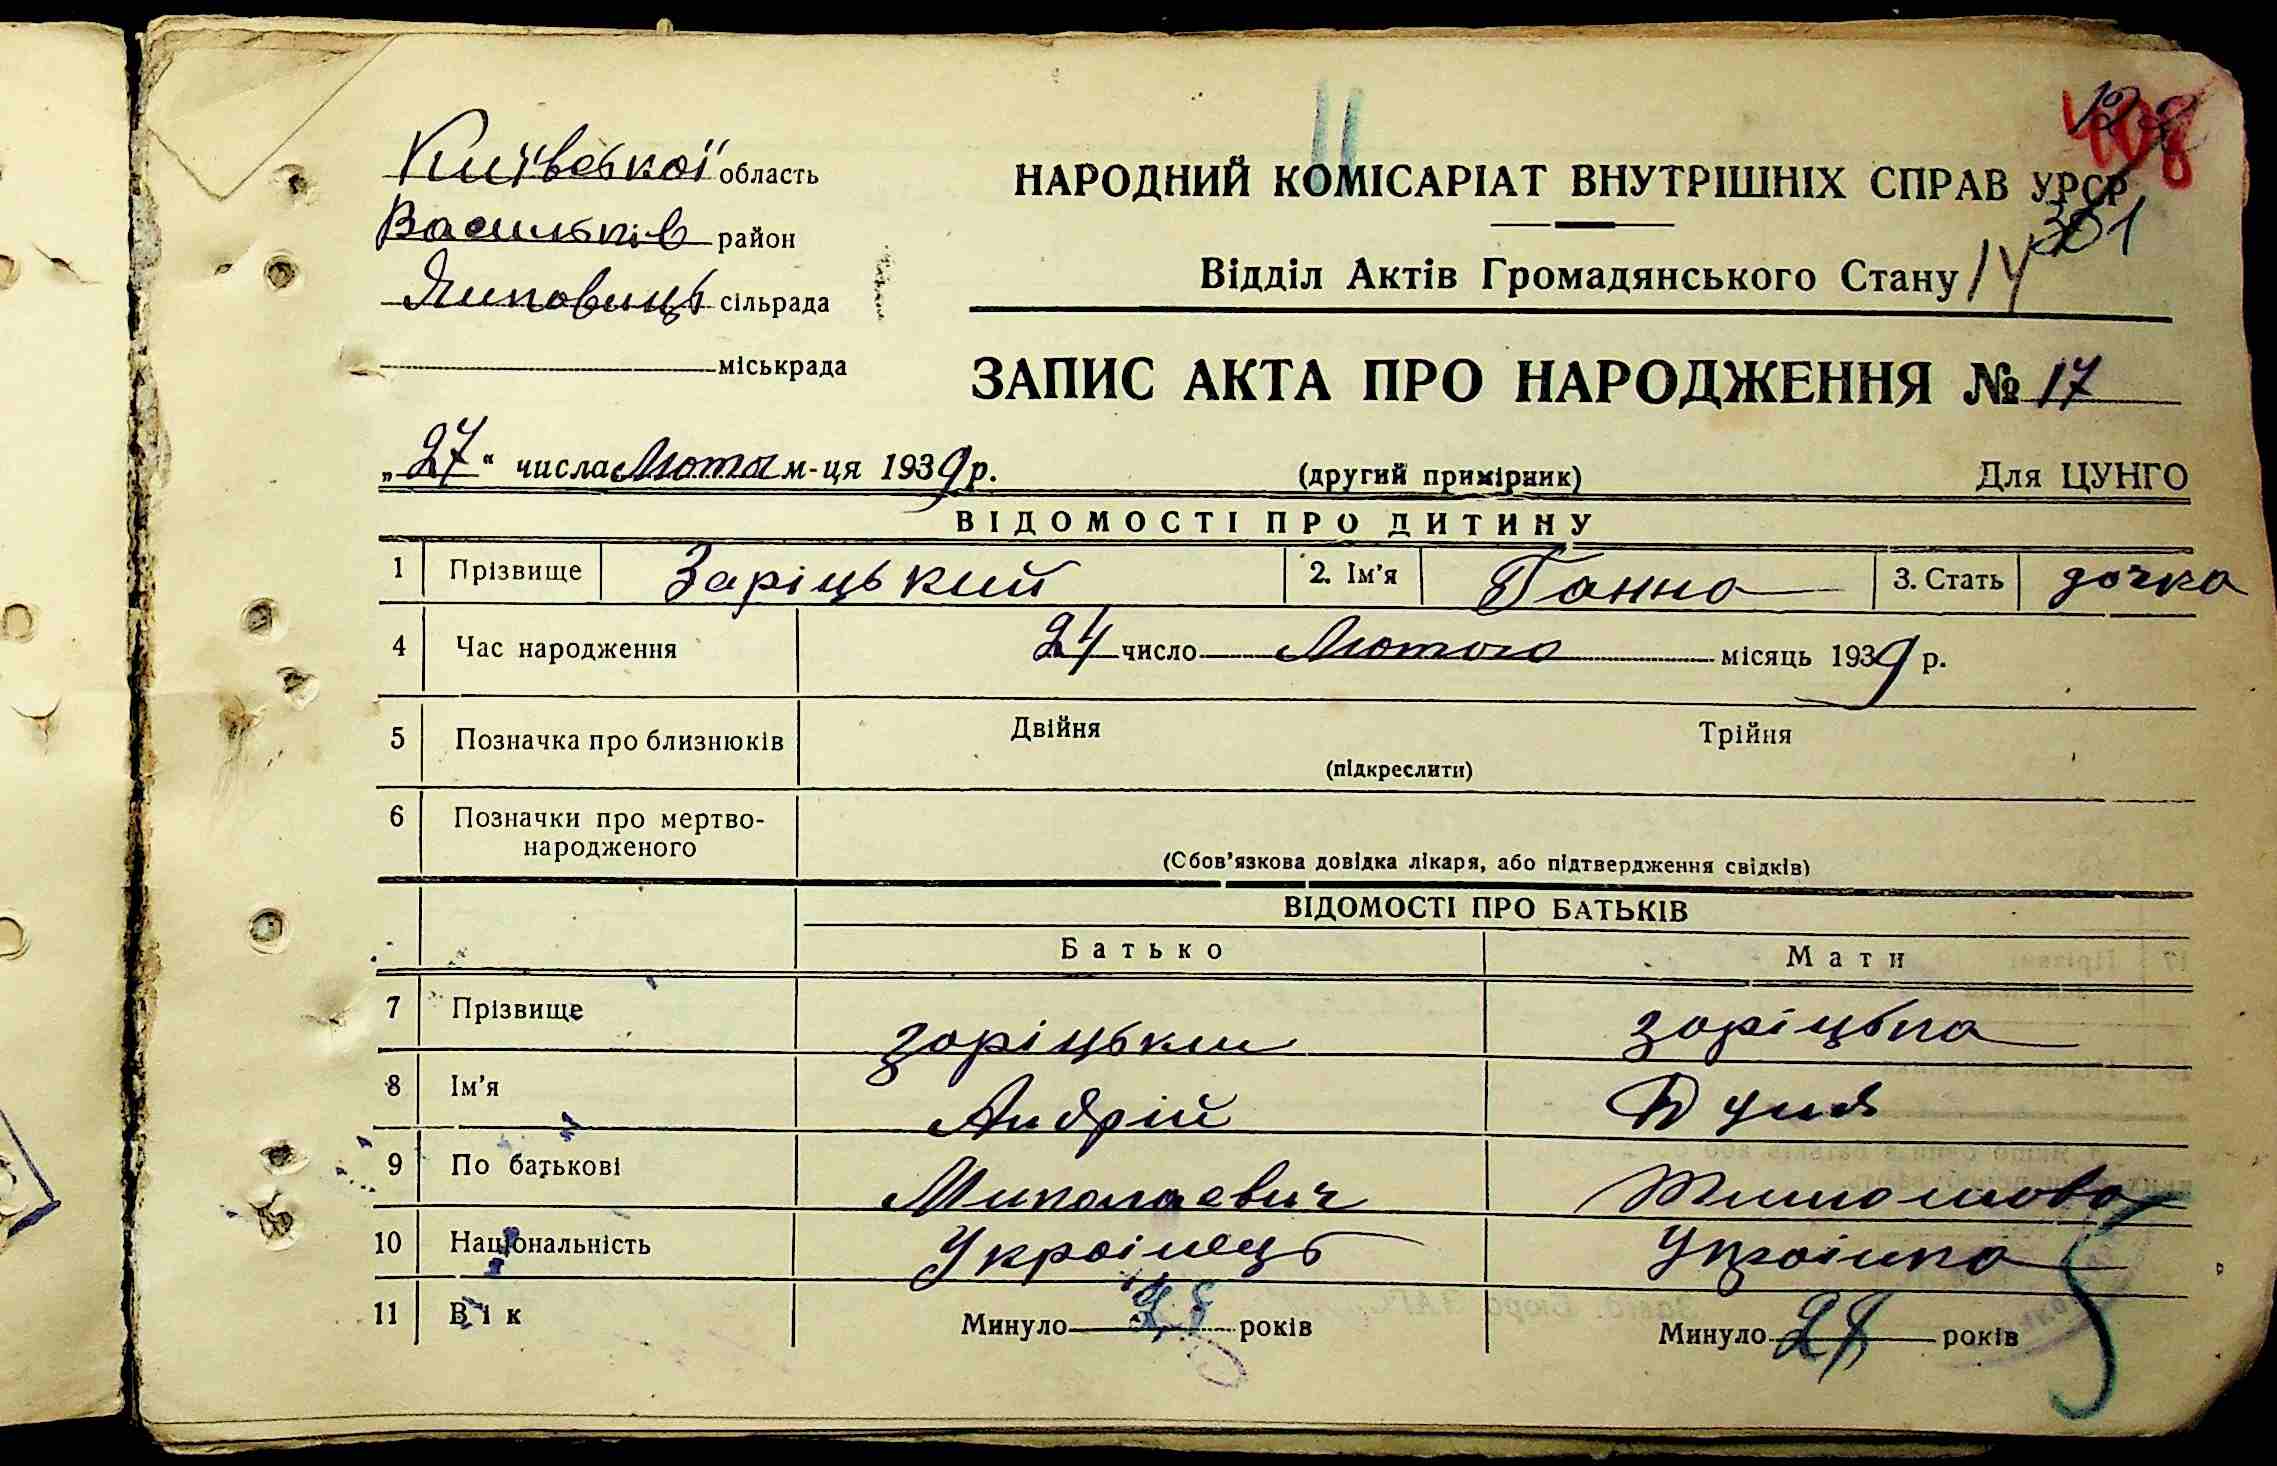 408
Київської область
НАРОДНИЙ КОМІСАРІАТ ВНУТРІШНІХ СПРАВ УРСР
Васильків район
351
Відділ Актів Громадянського Стану 14
сільрада
міськрада
ЗАПИС АКТА ПРО НАРОДЖЕННЯ № 17
„27“ числа м-ця 1939 р.
(другий примірник)
Для ЦУНГО
ВІДОМОСТІ ПРО ДИТИНУ
1 Прізвище Заріцький 2. Ім'я Ганна 3. Стать дочка
4 Час народження 24 число Лютого місяць 1939 р.
5 Позначка про близнюків Двійня Трійня
(підкреслити)
6 Позначки про мертво-
народженого
(Сбов'язкова довідка лікаря, або підтвердження свідків)
ВІДОМОСТІ ПРО БАТЬКІВ
Батько Мати
7 Прізвище заріцьки заріцька
8 Ім'я Андрій
9 По батькові Миколаєвич
10 Національність Українець Українка
11 Вік Минуло років Минуло років